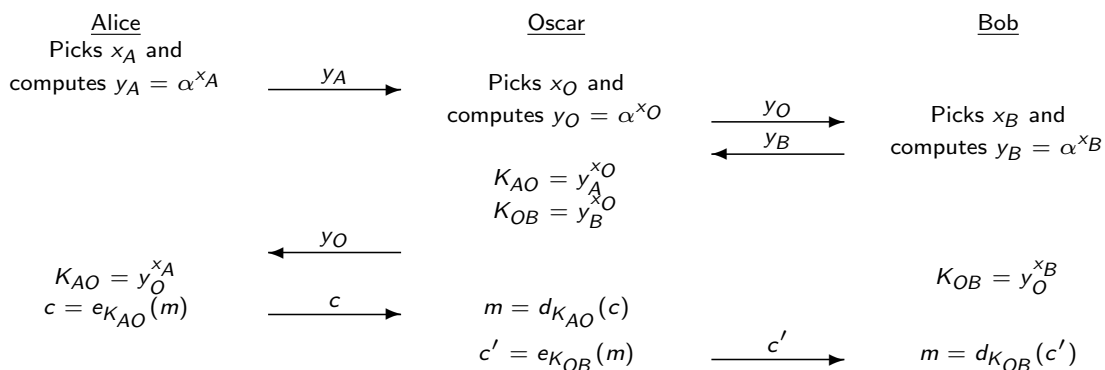 Alice Oscar Bob
Picks x_A and
computes y_A = α^{x_A} y_A Picks x_O and
computes y_O = α^{x_O} y_O Picks x_B and
y_B computes y_B = α^{x_B}
K_{AO} = y_A^{x_O}
K_{OB} = y_B^{x_O}
y_O
K_{AO} = y_O^{x_A} K_{OB} = y_O^{x_B}
c = e_{K_{AO}}(m) c m = d_{K_{AO}}(c)
c′ = e_{K_{OB}}(m) c′ m = d_{K_{OB}}(c′)